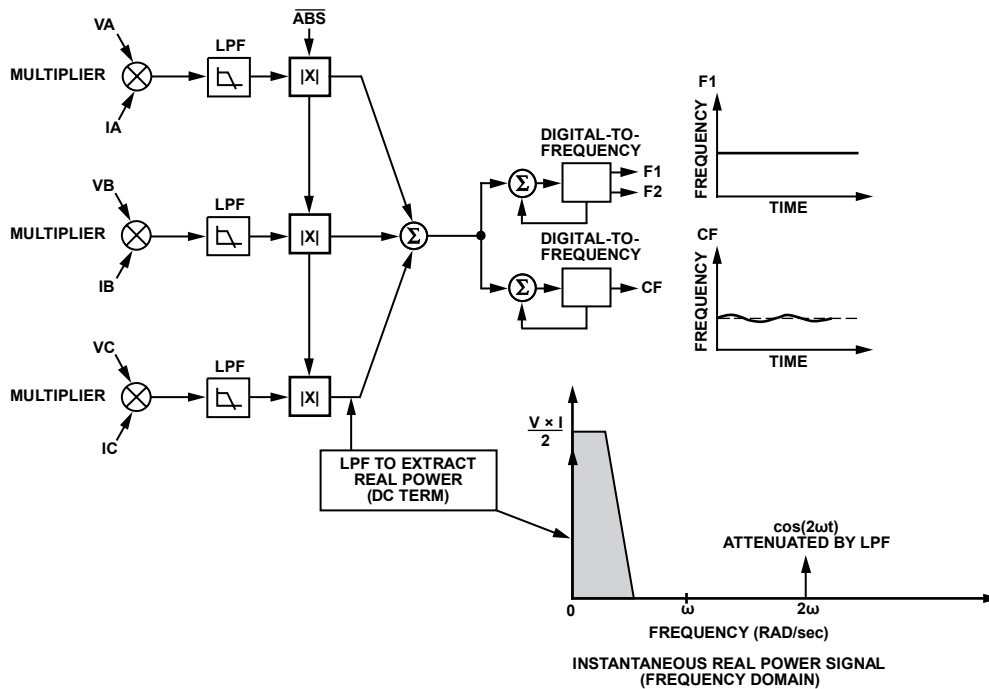 VA
ABS
LPF
MULTIPLIER
|X|
IA
VB
LPF
MULTIPLIER
|X|
IB
VC
LPF
MULTIPLIER
|X|
IC
Σ
DIGITAL-TO-
FREQUENCY
Σ
F1
F2
DIGITAL-TO-
FREQUENCY
Σ
CF
F1
FREQUENCY
TIME
CF
FREQUENCY
TIME
LPF TO EXTRACT
REAL POWER
(DC TERM)
V × I
2
cos(2ωt)
ATTENUATED BY LPF
0
ω
2ω
FREQUENCY (RAD/sec)
INSTANTANEOUS REAL POWER SIGNAL
(FREQUENCY DOMAIN)